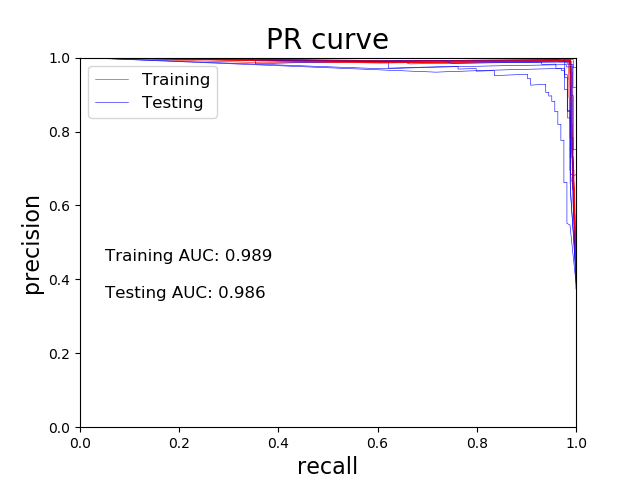 PR curve
1.0
Training
Testing
0.8
0.6
precision
Training AUC: 0.989
0.4
Testing AUC: 0.986
0.2
0.0
0.0 0.2 0.4 0.6 0.8 1.0
recall